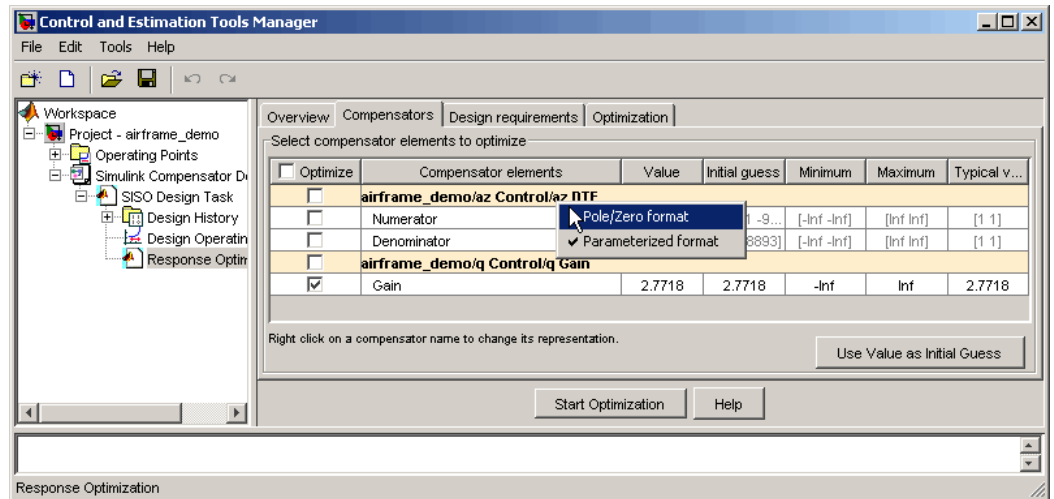 Control and Estimation Tools Manager
File Edit Tools Help
Workspace
Project - airframe_demo
Operating Points
Simulink Compensator D
SISO Design Task
Design History
Design Operatin
Response Optim
Overview Compensators Design requirements Optimization
Select compensator elements to optimize
Optimize Compensator elements Value Initial guess Minimum Maximum Typical v...
airframe_demo/az Control/az DTF
Pole/Zero format
Numerator 1 -9... [-Inf -Inf] [Inf Inf] [1 1]
Parameterized format
Denominator 8893] [-Inf -Inf] [Inf Inf] [1 1]
airframe_demo/q Control/q Gain
Gain 2.7718 2.7718 -Inf Inf 2.7718
Right click on a compensator name to change its representation.
Use Value as Initial Guess
Start Optimization Help
Response Optimization